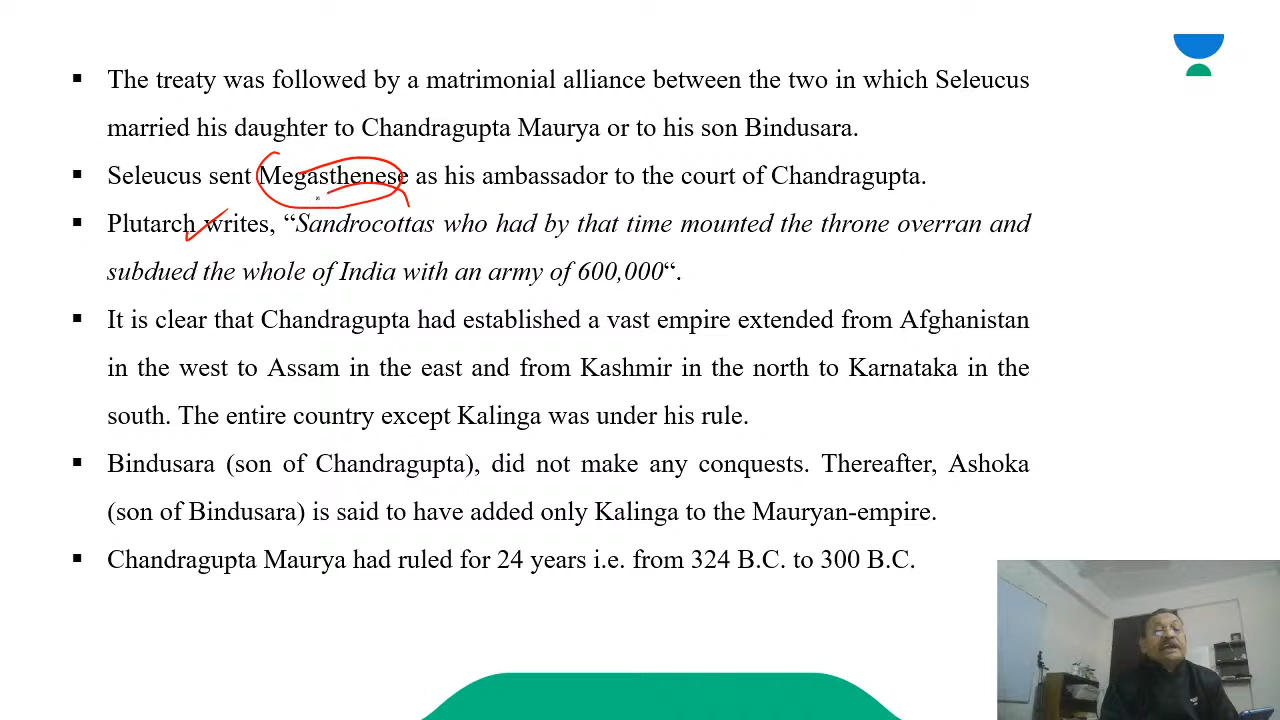 ▪ The treaty was followed by a matrimonial alliance between the two in which Seleucus
married his daughter to Chandragupta Maurya or to his son Bindusara.
▪ Seleucus sent Megasthenese as his ambassador to the court of Chandragupta.
▪ Plutarch writes, “Sandrocottas who had by that time mounted the throne overran and
subdued the whole of India with an army of 600,000“.
▪ It is clear that Chandragupta had established a vast empire extended from Afghanistan
in the west to Assam in the east and from Kashmir in the north to Karnataka in the
south. The entire country except Kalinga was under his rule.
▪ Bindusara (son of Chandragupta), did not make any conquests. Thereafter, Ashoka
(son of Bindusara) is said to have added only Kalinga to the Mauryan-empire.
▪ Chandragupta Maurya had ruled for 24 years i.e. from 324 B.C. to 300 B.C.